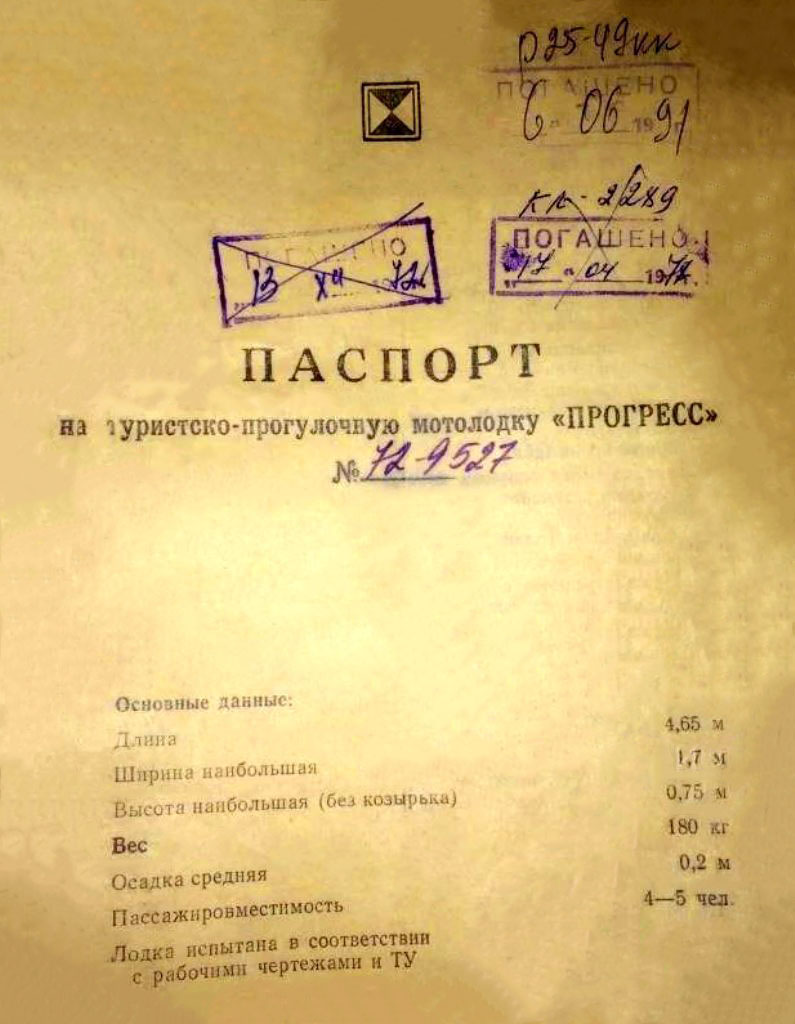 Р25-49кк
ПОГАШЕНО
6 06 1991
КЛ-2/289
ПОГАШЕНО
ПОГАШЕНО
"17" 04 197
13 XII 72
ПАСПОРТ
на туристско-прогулочную мотолодку «ПРОГРЕСС»
№ 72-9527
Основные данные:
Длина 4,65 м
Ширина наибольшая 1,7 м
Высота наибольшая (без козырька) 0,75 м
Вес 180 кг
Осадка средняя 0,2 м
Пассажировместимость 4—5 чел.
Лодка испытана в соответствии
с рабочими чертежами и ТУ